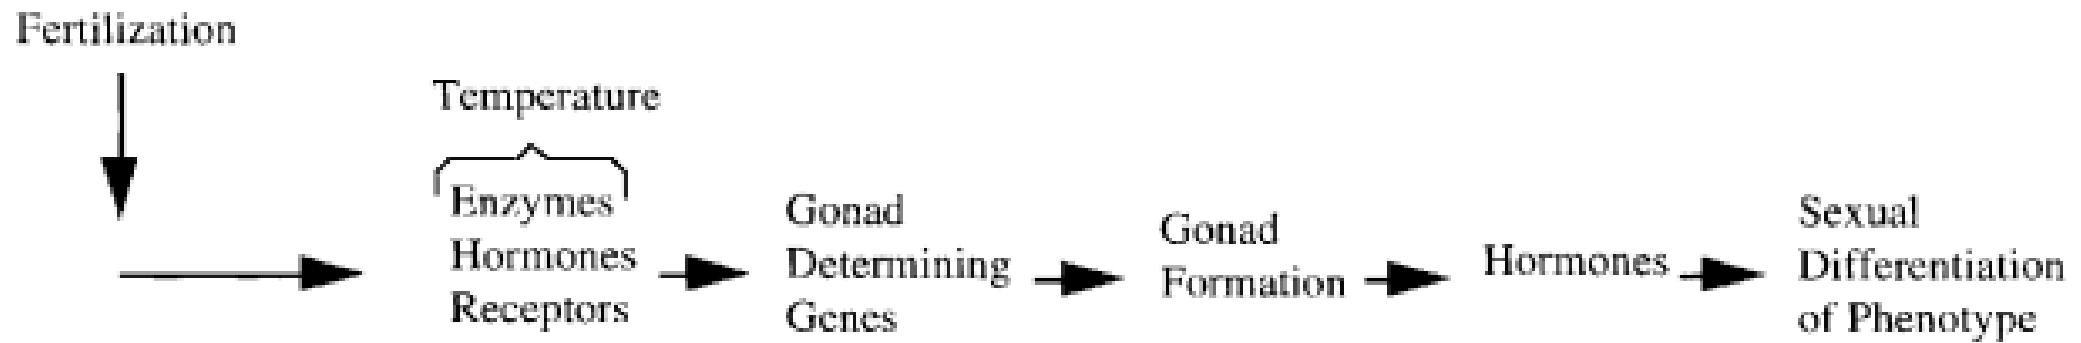 Fertilization
Temperature
Enzymes
Hormones
Receptors
Gonad
Determining
Genes
Gonad
Formation
Hormones
Sexual
Differentiation
of Phenotype